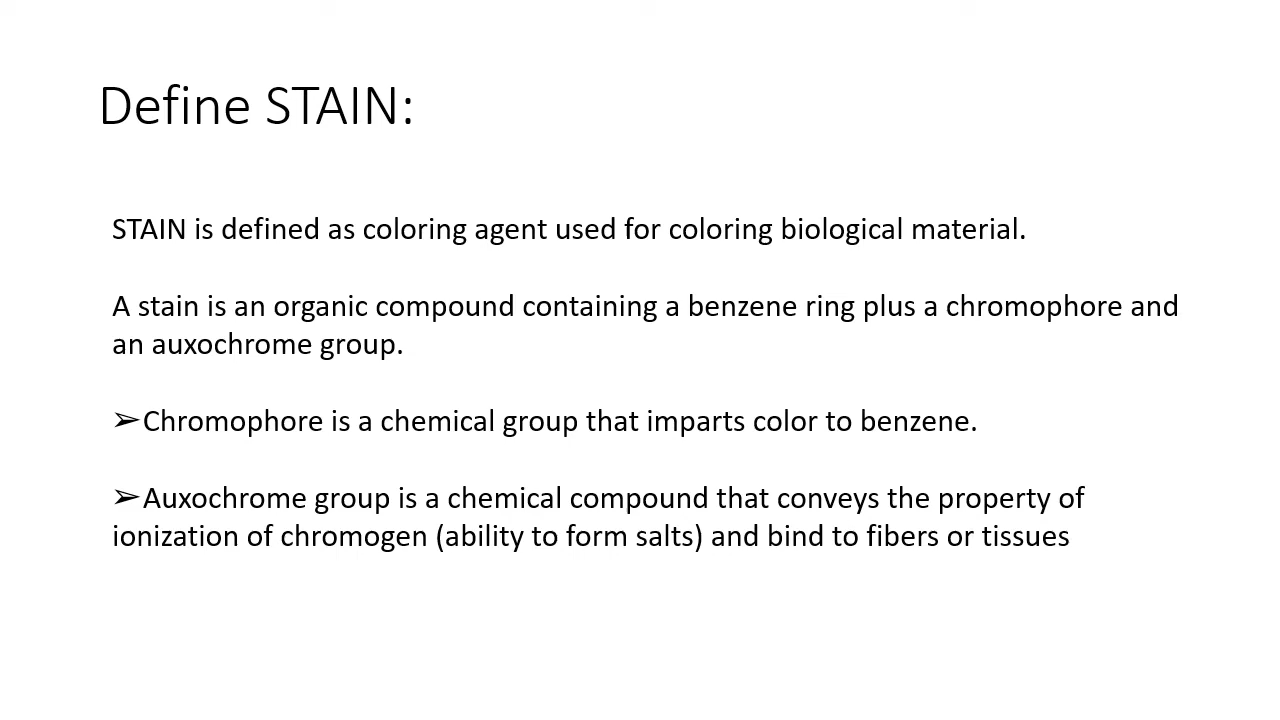 Define STAIN:
STAIN is defined as coloring agent used for coloring biological material.
A stain is an organic compound containing a benzene ring plus a chromophore and
an auxochrome group.
➢Chromophore is a chemical group that imparts color to benzene.
➢Auxochrome group is a chemical compound that conveys the property of
ionization of chromogen (ability to form salts) and bind to fibers or tissues